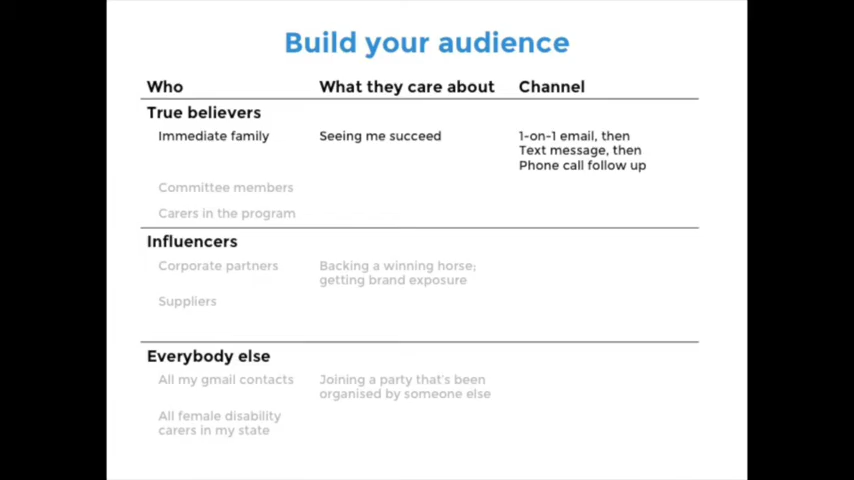 Build your audience
Who What they care about Channel
True believers
Immediate family Seeing me succeed 1-on-1 email, then
Text message, then
Phone call follow up
Committee members
Carers in the program
Influencers
Corporate partners Backing a winning horse;
getting brand exposure
Suppliers
Everybody else
All my gmail contacts Joining a party that's been
organised by someone else
All female disability
carers in my state